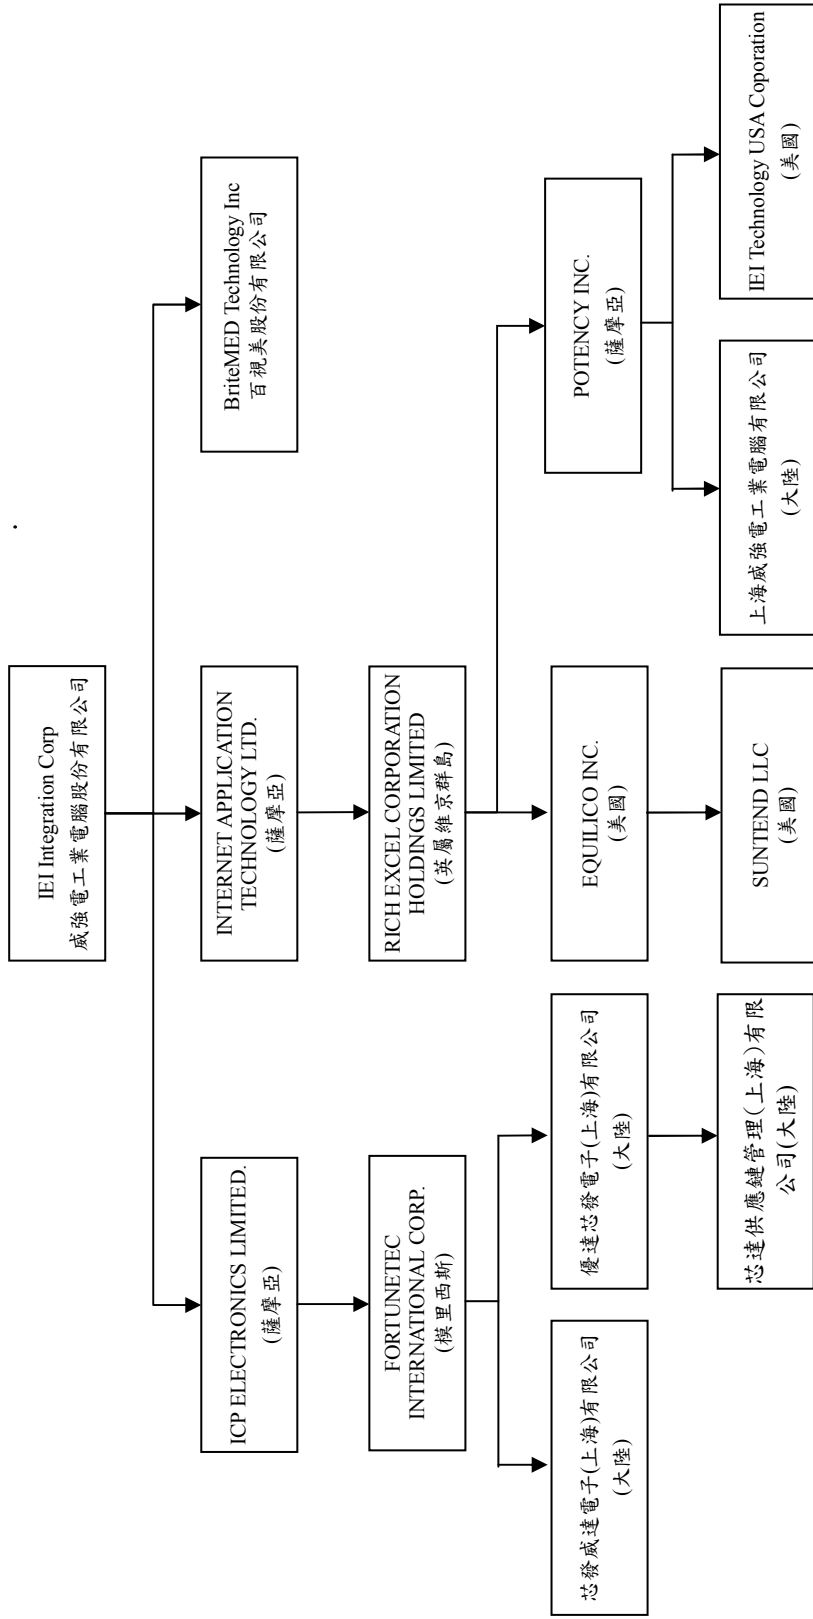 IEI Integration Corp
威強電工業電腦股份有限公司
ICP ELECTRONICS LIMITED.
(薩摩亞)
INTERNET APPLICATION
TECHNOLOGY LTD.
(薩摩亞)
BriteMED Technology Inc
百視美股份有限公司
FORTUNETEC
INTERNATIONAL CORP.
(模里西斯)
RICH EXCEL CORPORATION
HOLDINGS LIMITED
(英屬維京群島)
芯發威達電子(上海)有限公司
(大陸)
優達芯發電子(上海)有限公司
(大陸)
EQUILICO INC.
(美國)
POTENCY INC.
(薩摩亞)
芯達供應鏈管理(上海)有限
公司(大陸)
SUNTEND LLC
(美國)
上海威強電工業電腦有限公司
(大陸)
IEI Technology USA Coporation
(美國)